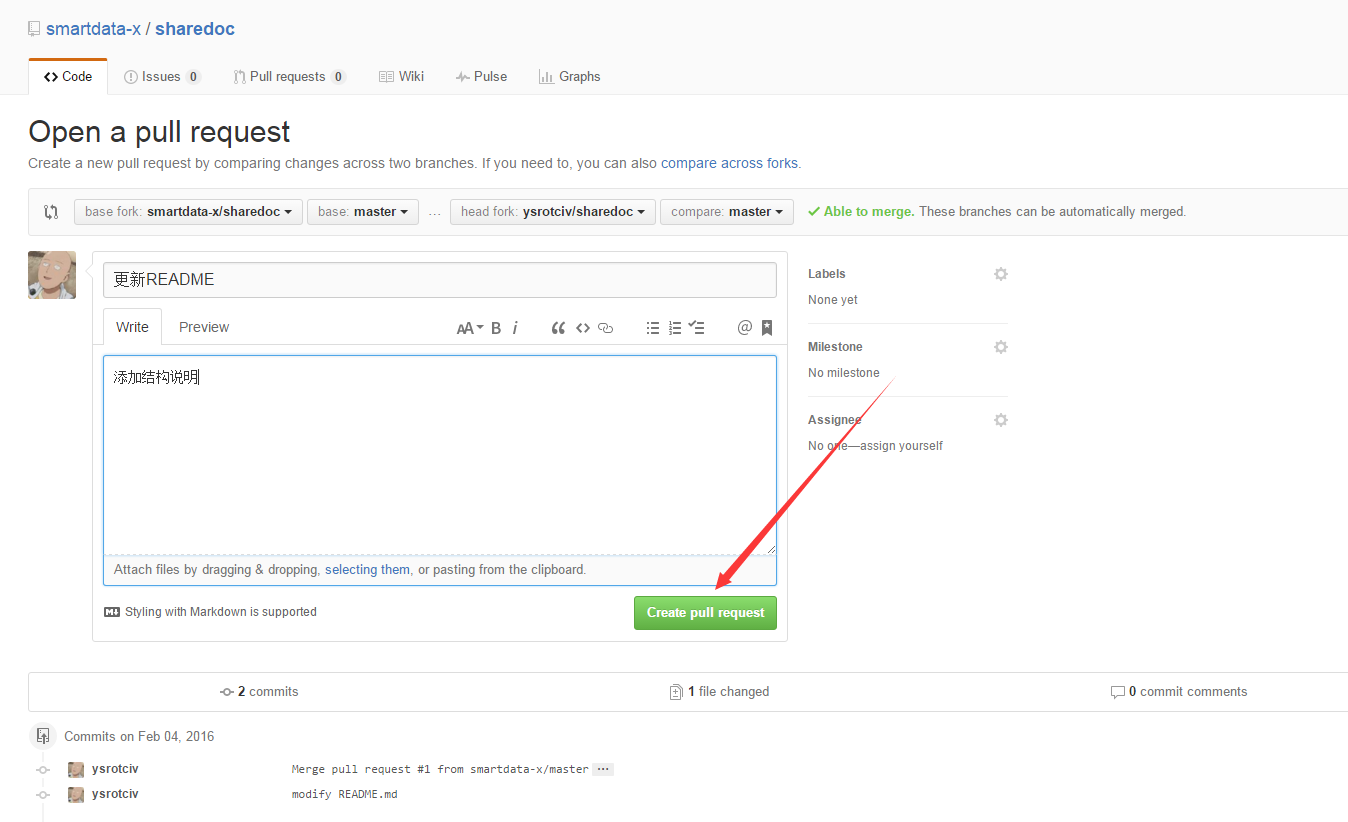 smartdata-x / sharedoc
Code Issues 0 Pull requests 0 Wiki Pulse Graphs
Open a pull request
Create a new pull request by comparing changes across two branches. If you need to, you can also compare across forks.
base fork: smartdata-x/sharedoc base: master ... head fork: ysrotciv/sharedoc compare: master Able to merge. These branches can be automatically merged.
更新README
Write Preview AA B i
添加结构说明
Attach files by dragging & dropping, selecting them, or pasting from the clipboard.
Styling with Markdown is supported
Create pull request
Labels
None yet
Milestone
No milestone
Assignee
No one—assign yourself
2 commits 1 file changed 0 commit comments
Commits on Feb 04, 2016
ysrotciv Merge pull request #1 from smartdata-x/master ...
ysrotciv modify README.md